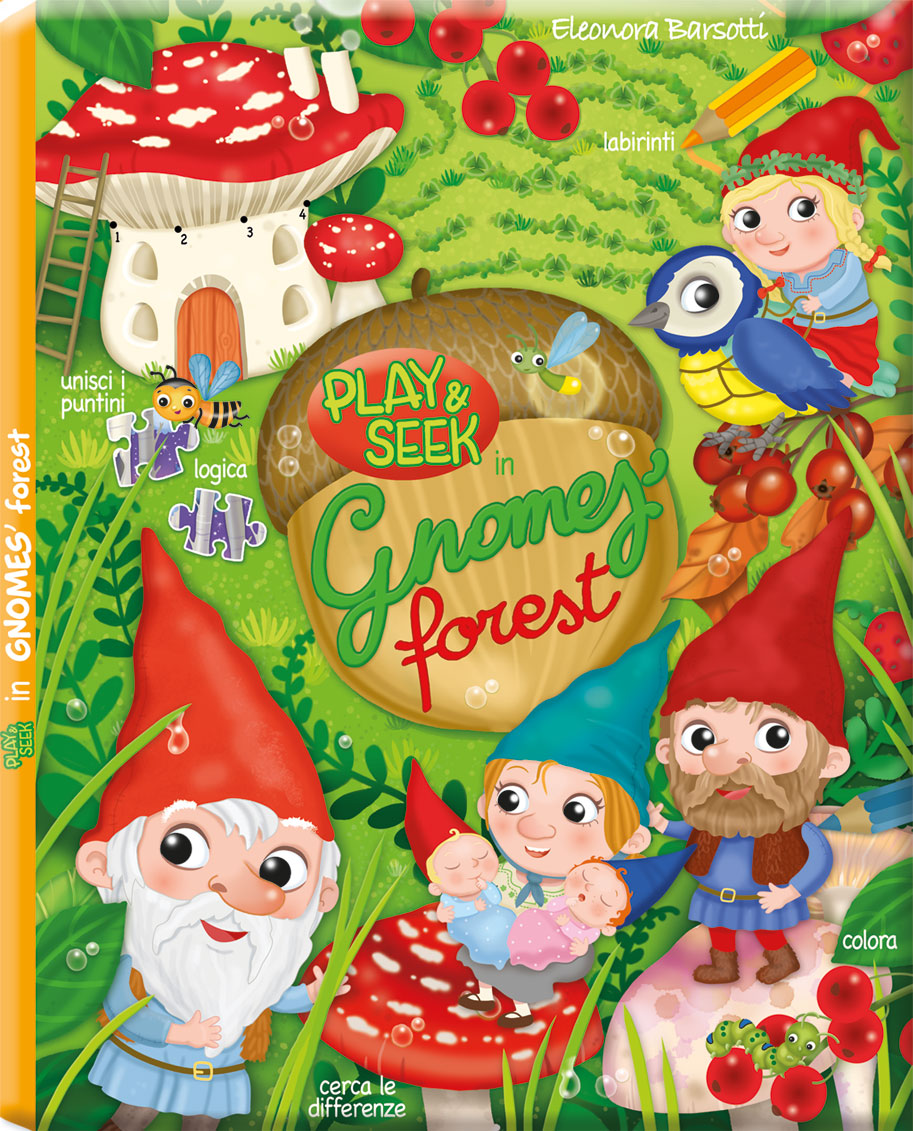 Eleonora Barsotti
labirinti
1 2 3 4
unisci i
puntini
logica
PLAY &
SEEK
in
Gnomes'
forest
colora
cerca le
differenze
PLAY &
SEEK
in GNOMES' forest